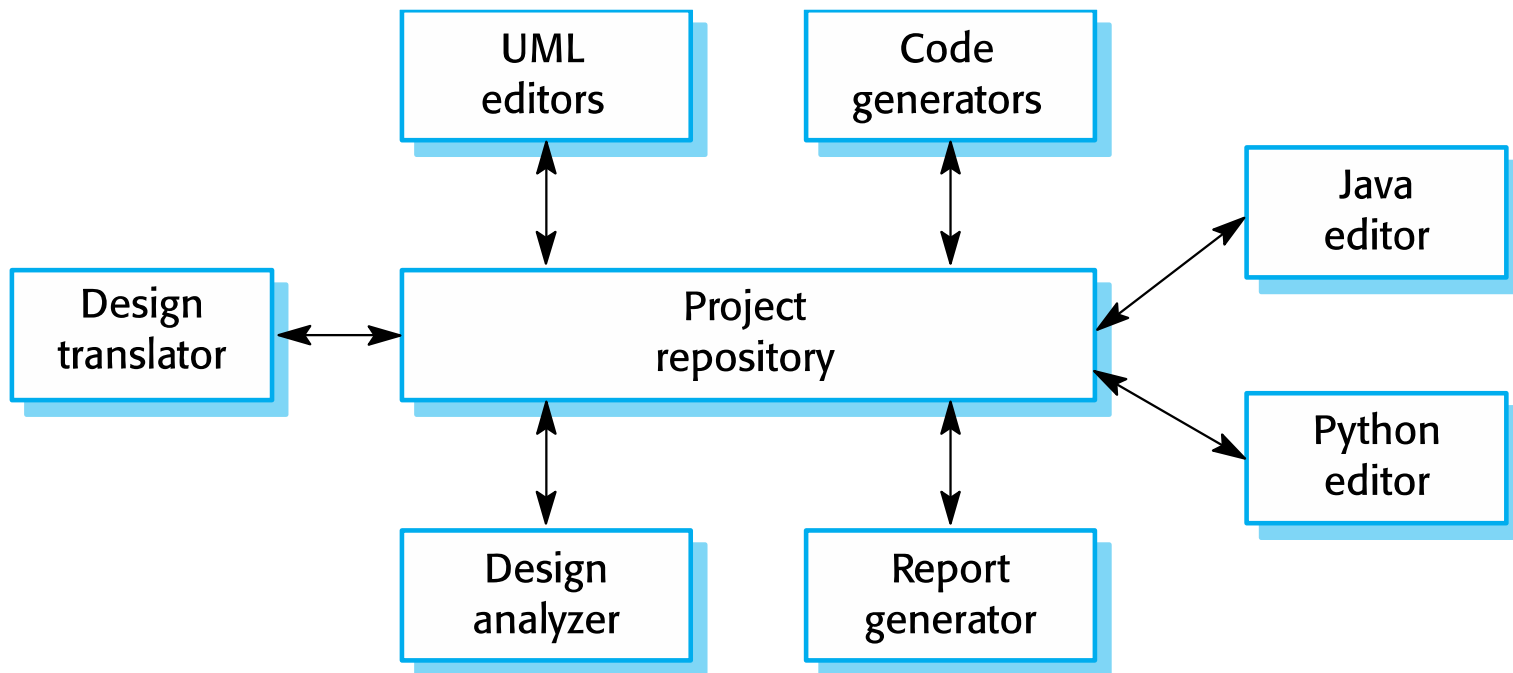 UML
editors
Code
generators
Java
editor
Design
translator
Project
repository
Python
editor
Design
analyzer
Report
generator